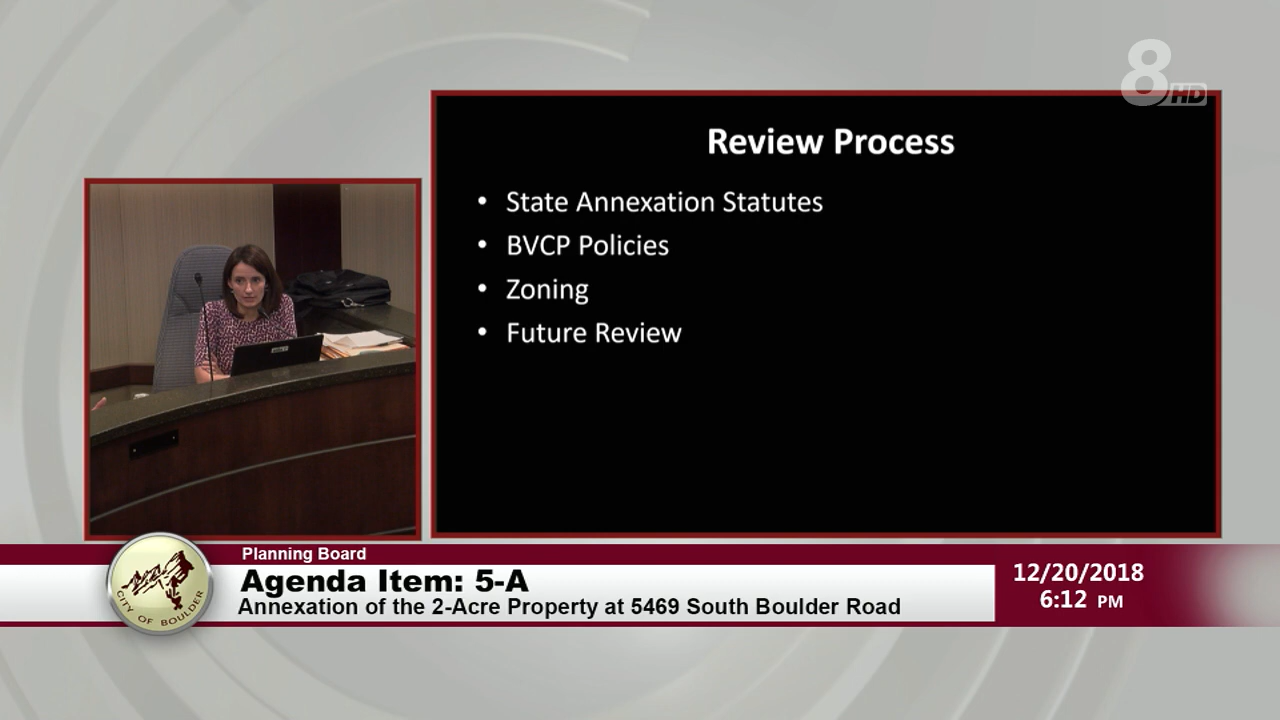 8HD
Review Process
• State Annexation Statutes
• BVCP Policies
• Zoning
• Future Review
Planning Board
Agenda Item: 5-A
Annexation of the 2-Acre Property at 5469 South Boulder Road
CITY OF BOULDER
12/20/2018
6:12 PM